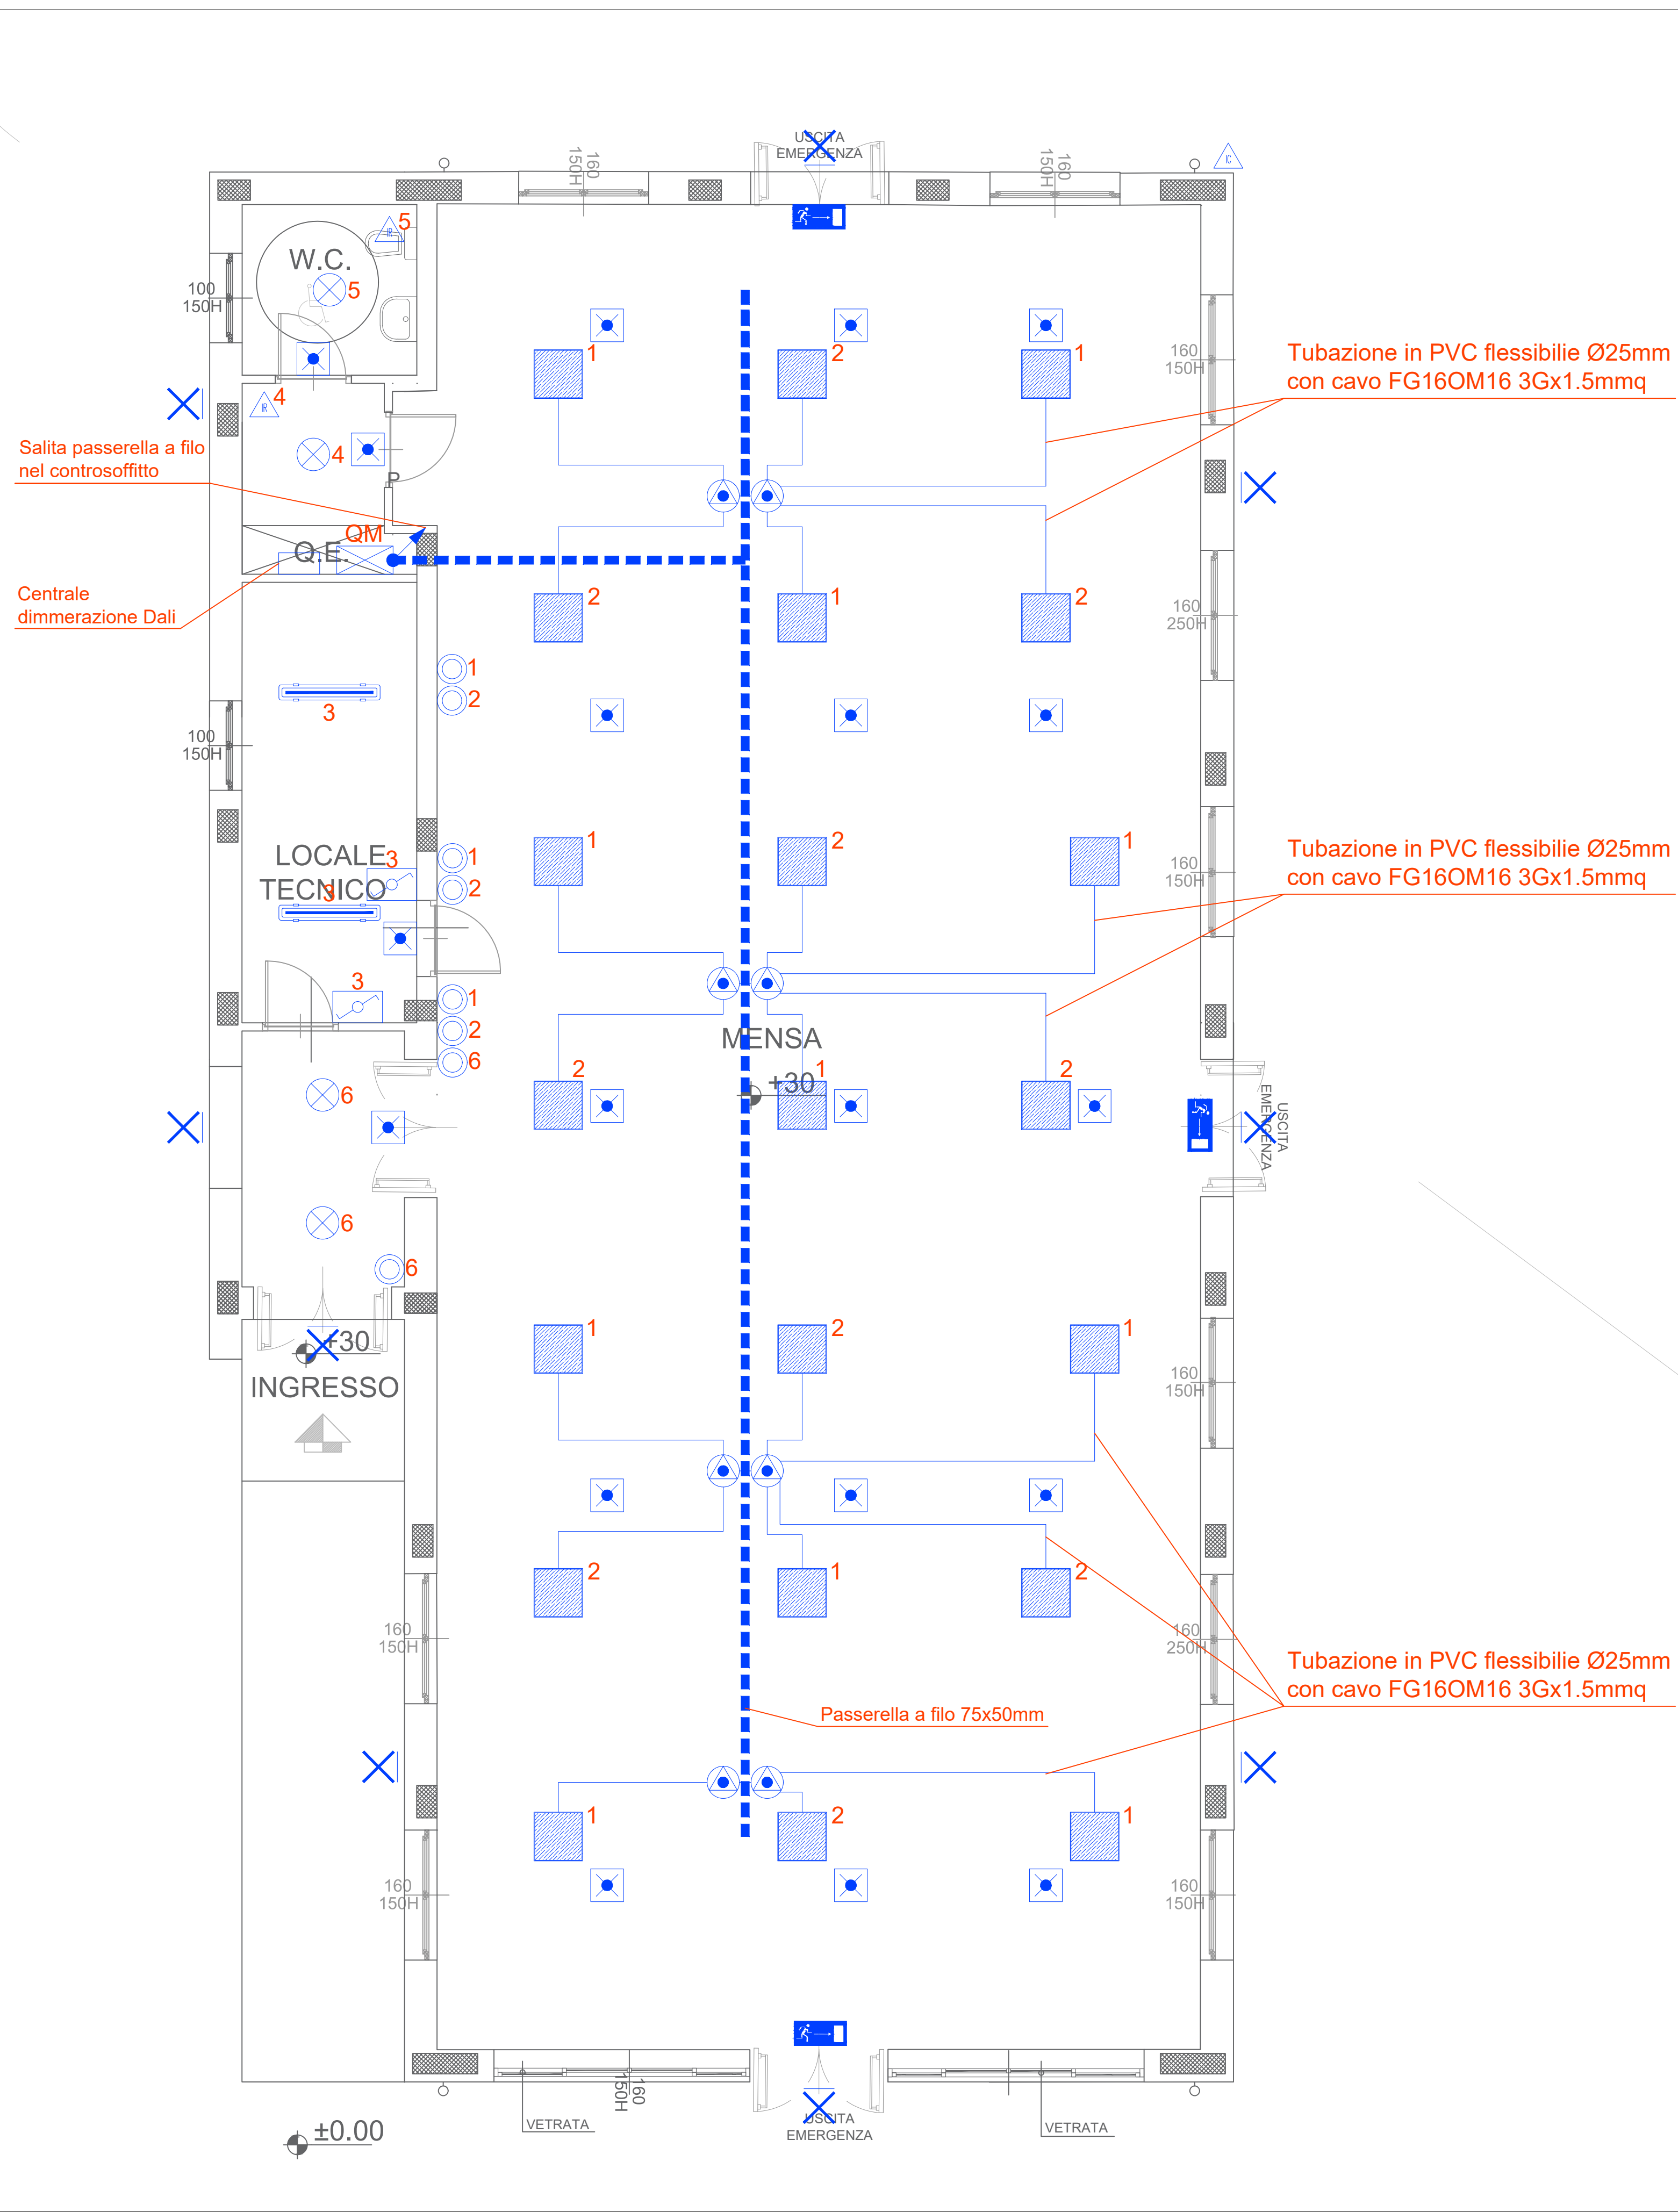 USCITA
EMERGENZA
160
150H
160
150H
IC
5
IR
W.C.
5
100
150H
1
2
1
160
150H
Tubazione in PVC flessibilie Ø25mm
con cavo FG16OM16 3Gx1.5mmq
4
IR
4
Salita passerella a filo
nel controsoffitto
P
QM
Q.E.
Centrale
dimmerazione Dali
2
1
2
160
250H
1
2
3
100
150H
1
2
1
160
150H
Tubazione in PVC flessibilie Ø25mm
con cavo FG16OM16 3Gx1.5mmq
LOCALE
TECNICO
3
3
1
2
3
1
2
6
MENSA
+30
2
1
2
6
USCITA
EMERGENZA
6
6
+30
INGRESSO
1
2
1
160
150H
2
1
2
160
150H
160
250H
Tubazione in PVC flessibilie Ø25mm
con cavo FG16OM16 3Gx1.5mmq
Passerella a filo 75x50mm
1
2
1
160
150H
160
150H
160
150H
VETRATA
USCITA
EMERGENZA
VETRATA
±0.00